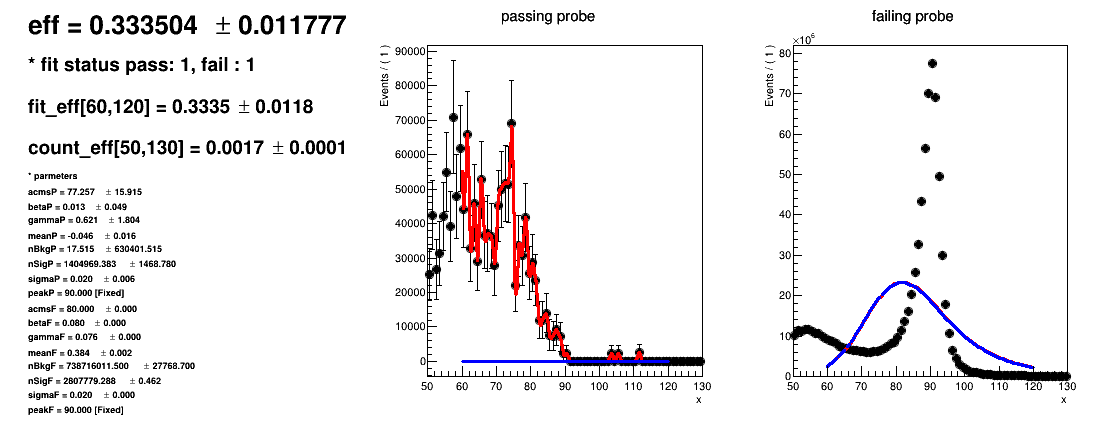 eff = 0.333504 ± 0.011777
* fit status pass: 1, fail : 1
fit_eff[60,120] = 0.3335 ± 0.0118
count_eff[50,130] = 0.0017 ± 0.0001
* parmeters
acmsP = 77.257 ± 15.915
betaP = 0.013 ± 0.049
gammaP = 0.621 ± 1.804
meanP = -0.046 ± 0.016
nBkgP = 17.515 ± 630401.515
nSigP = 1404969.383 ± 1468.780
sigmaP = 0.020 ± 0.006
peakP = 90.000 [Fixed]
acmsF = 80.000 ± 0.000
betaF = 0.080 ± 0.000
gammaF = 0.076 ± 0.000
meanF = 0.384 ± 0.002
nBkgF = 738716011.500 ± 27768.700
nSigF = 2807779.288 ± 0.462
sigmaF = 0.020 ± 0.000
peakF = 90.000 [Fixed]
passing probe
Events / ( 1 )
90000
80000
70000
60000
50000
40000
30000
20000
10000
0
50 60 70 80 90 100 110 120 130
x
failing probe
×10⁶
Events / ( 1 )
80
70
60
50
40
30
20
10
0
50 60 70 80 90 100 110 120 130
x